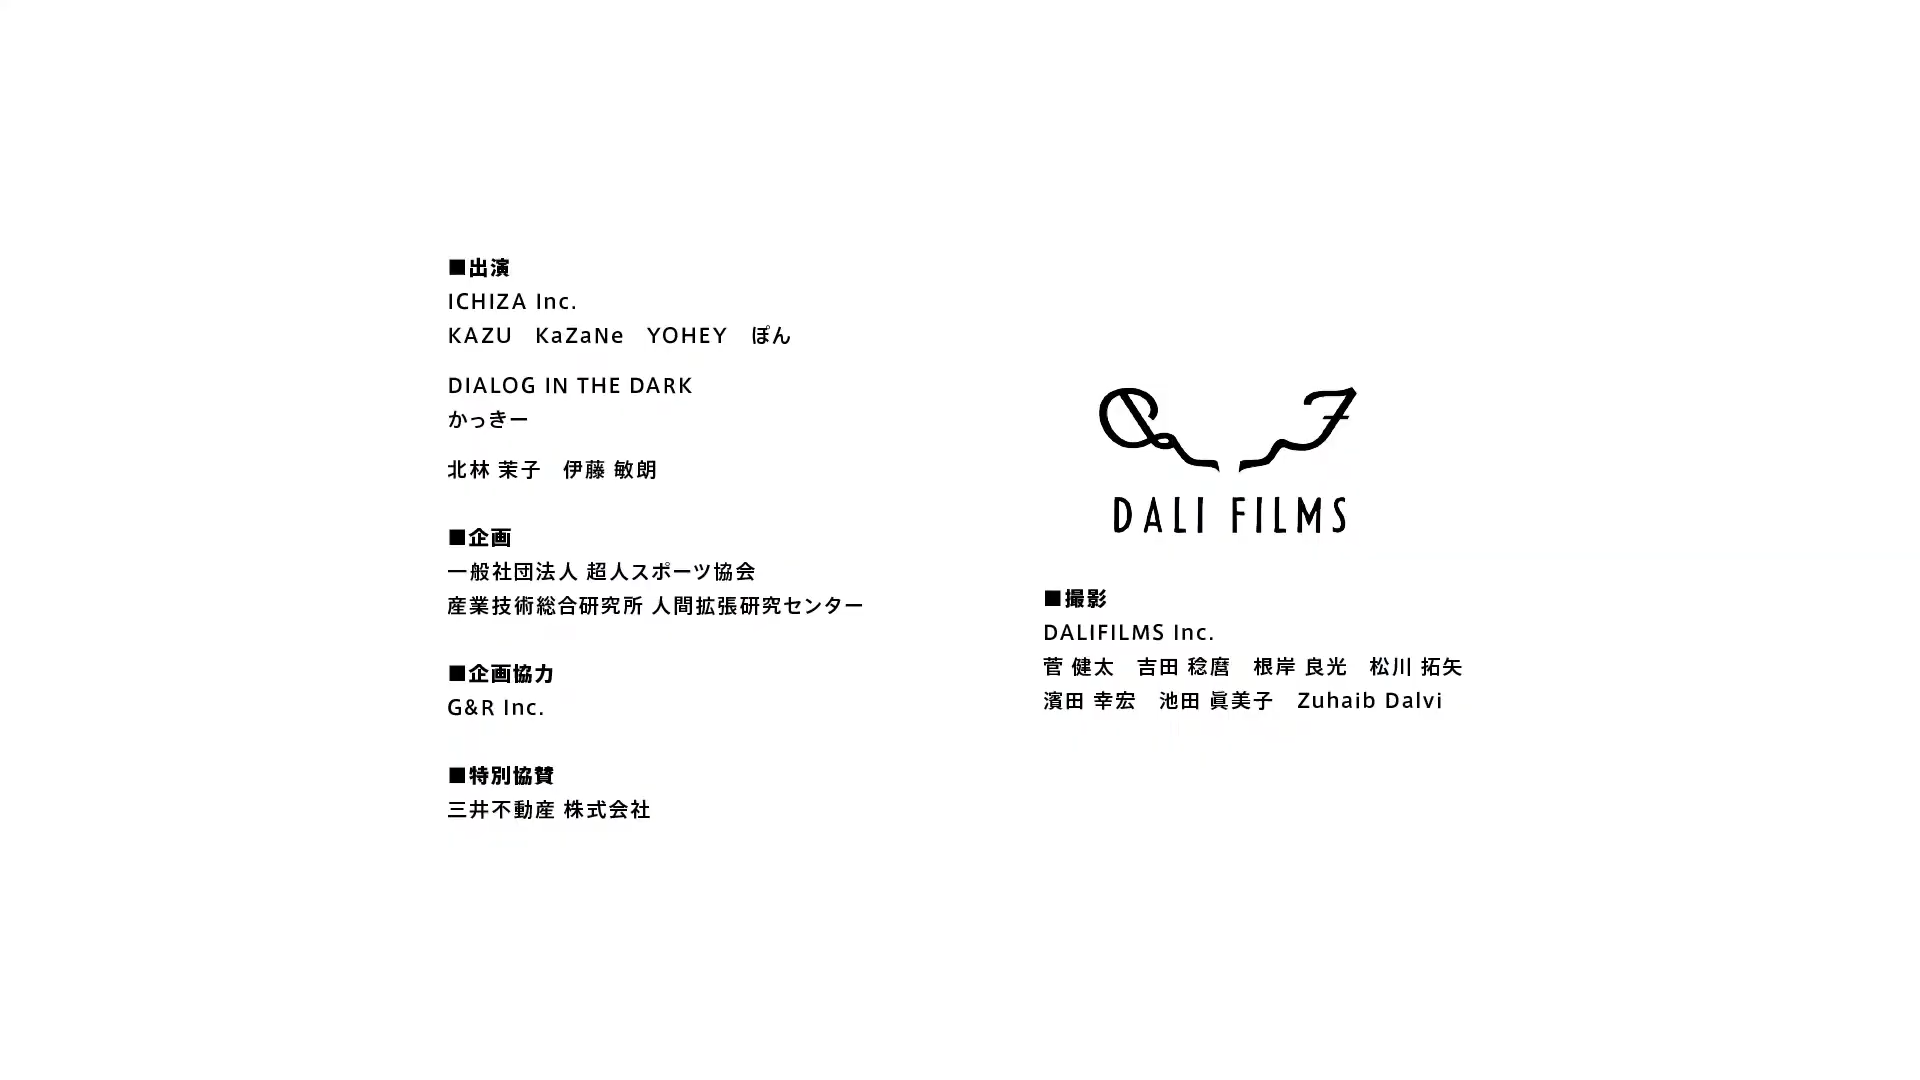 ■出演
ICHIZA Inc.
KAZU　KaZaNe　YOHEY　ぽん
DIALOG IN THE DARK
かっきー
北林 茉子　伊藤 敏朗
■企画
一般社団法人 超人スポーツ協会
産業技術総合研究所 人間拡張研究センター
■企画協力
G&R Inc.
■特別協賛
三井不動産 株式会社
DALI FILMS
■撮影
DALIFILMS Inc.
菅 健太　吉田 稔麿　根岸 良光　松川 拓矢
濱田 幸宏　池田 眞美子　Zuhaib Dalvi